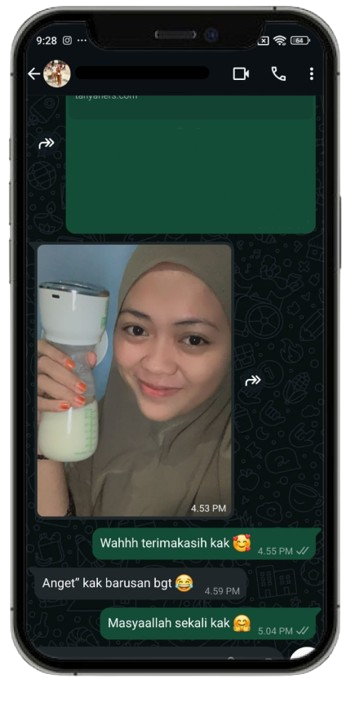 9:28
64
tanyaners.com
4.53 PM
Wahhh terimakasih kak 🥰 4.55 PM
Anget” kak barusan bgt 😂 4.59 PM
Masyaallah sekali kak 🤗 5.04 PM